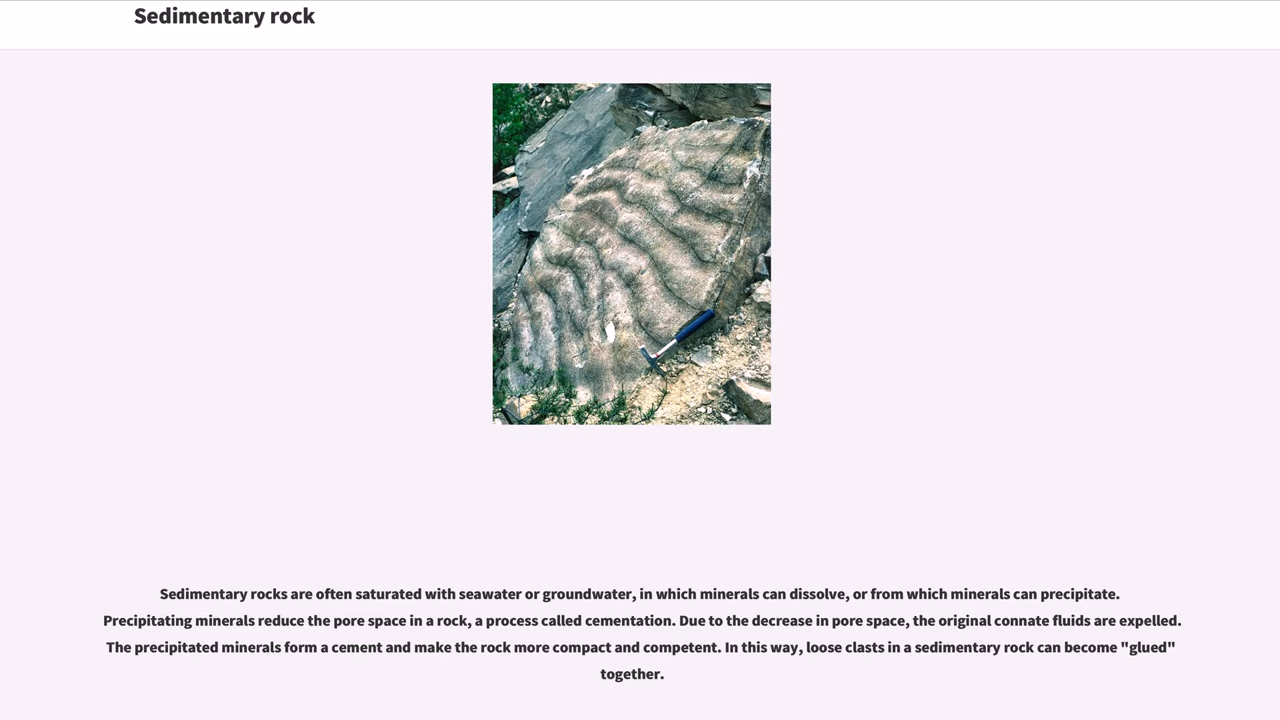 Sedimentary rock
Sedimentary rocks are often saturated with seawater or groundwater, in which minerals can dissolve, or from which minerals can precipitate.
Precipitating minerals reduce the pore space in a rock, a process called cementation. Due to the decrease in pore space, the original connate fluids are expelled.
The precipitated minerals form a cement and make the rock more compact and competent. In this way, loose clasts in a sedimentary rock can become "glued"
together.